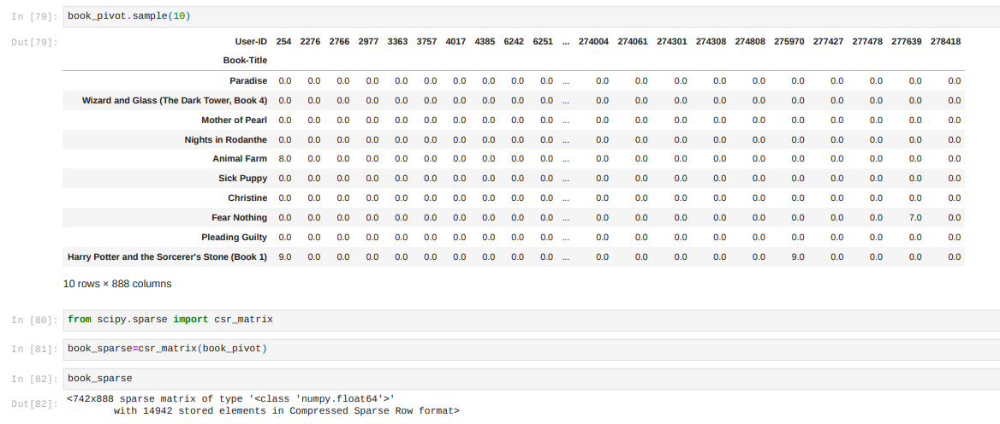 In [79]: book_pivot.sample(10)
Out[79]: User-ID 254 2276 2766 2977 3363 3757 4017 4385 6242 6251 ... 274004 274061 274301 274308 274808 275970 277427 277478 277639 278418
Book-Title
Paradise 0.0 0.0 0.0 0.0 0.0 0.0 0.0 0.0 0.0 0.0 ... 0.0 0.0 0.0 0.0 0.0 0.0 0.0 0.0 0.0 0.0
Wizard and Glass (The Dark Tower, Book 4) 0.0 0.0 0.0 0.0 0.0 0.0 0.0 0.0 0.0 0.0 ... 0.0 0.0 0.0 0.0 0.0 0.0 0.0 0.0 0.0 0.0
Mother of Pearl 0.0 0.0 0.0 0.0 0.0 0.0 0.0 0.0 0.0 0.0 ... 0.0 0.0 0.0 0.0 0.0 0.0 0.0 0.0 0.0 0.0
Nights in Rodanthe 0.0 0.0 0.0 0.0 0.0 0.0 0.0 0.0 0.0 0.0 ... 0.0 0.0 0.0 0.0 0.0 0.0 0.0 0.0 0.0 0.0
Animal Farm 8.0 0.0 0.0 0.0 0.0 0.0 0.0 0.0 0.0 0.0 ... 0.0 0.0 0.0 0.0 0.0 0.0 0.0 0.0 0.0 0.0
Sick Puppy 0.0 0.0 0.0 0.0 0.0 0.0 0.0 0.0 0.0 0.0 ... 0.0 0.0 0.0 0.0 0.0 0.0 0.0 0.0 0.0 0.0
Christine 0.0 0.0 0.0 0.0 0.0 0.0 0.0 0.0 0.0 0.0 ... 0.0 0.0 0.0 0.0 0.0 0.0 0.0 0.0 0.0 0.0
Fear Nothing 0.0 0.0 0.0 0.0 0.0 0.0 0.0 0.0 0.0 0.0 ... 0.0 0.0 0.0 0.0 0.0 0.0 0.0 0.0 7.0 0.0
Pleading Guilty 0.0 0.0 0.0 0.0 0.0 0.0 0.0 0.0 0.0 0.0 ... 0.0 0.0 0.0 0.0 0.0 0.0 0.0 0.0 0.0 0.0
Harry Potter and the Sorcerer's Stone (Book 1) 9.0 0.0 0.0 0.0 0.0 0.0 0.0 0.0 0.0 0.0 ... 0.0 0.0 0.0 0.0 0.0 9.0 0.0 0.0 0.0 0.0
10 rows × 888 columns
In [80]: from scipy.sparse import csr_matrix
In [81]: book_sparse=csr_matrix(book_pivot)
In [82]: book_sparse
Out[82]: <742x888 sparse matrix of type '<class 'numpy.float64'>'
with 14942 stored elements in Compressed Sparse Row format>